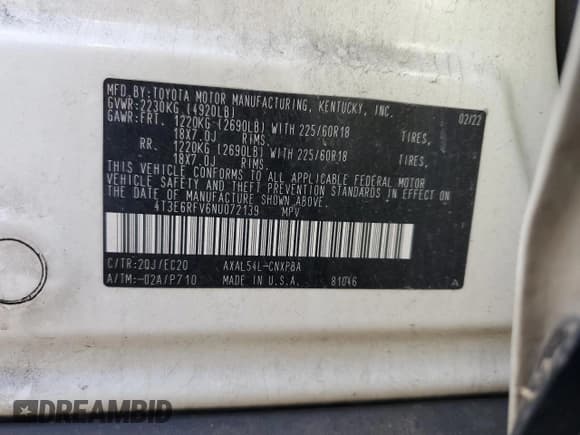 MFD.BY:TOYOTA MOTOR MANUFACTURING, KENTUCKY, INC.
GVWR:2230KG (4920LB) 02/22
GAWR:FRT. 1220KG (2690LB) WITH 225/60R18 TIRES,
18X7.0J RIMS.
RR. 1220KG (2690LB) WITH 225/60R18 TIRES,
18X7.0J RIMS.
THIS VEHICLE CONFORMS TO ALL APPLICABLE FEDERAL MOTOR
VEHICLE SAFETY AND THEFT PREVENTION STANDARDS IN EFFECT ON
THE DATE OF MANUFACTURE SHOWN ABOVE.
4T3E6RFV6NU072139 MPV
C/TR:20J/EC20 AXAL54L-CNXPBA
A/TM:-02A/P710 MADE IN U.S.A. 81046 A
DREAMBID